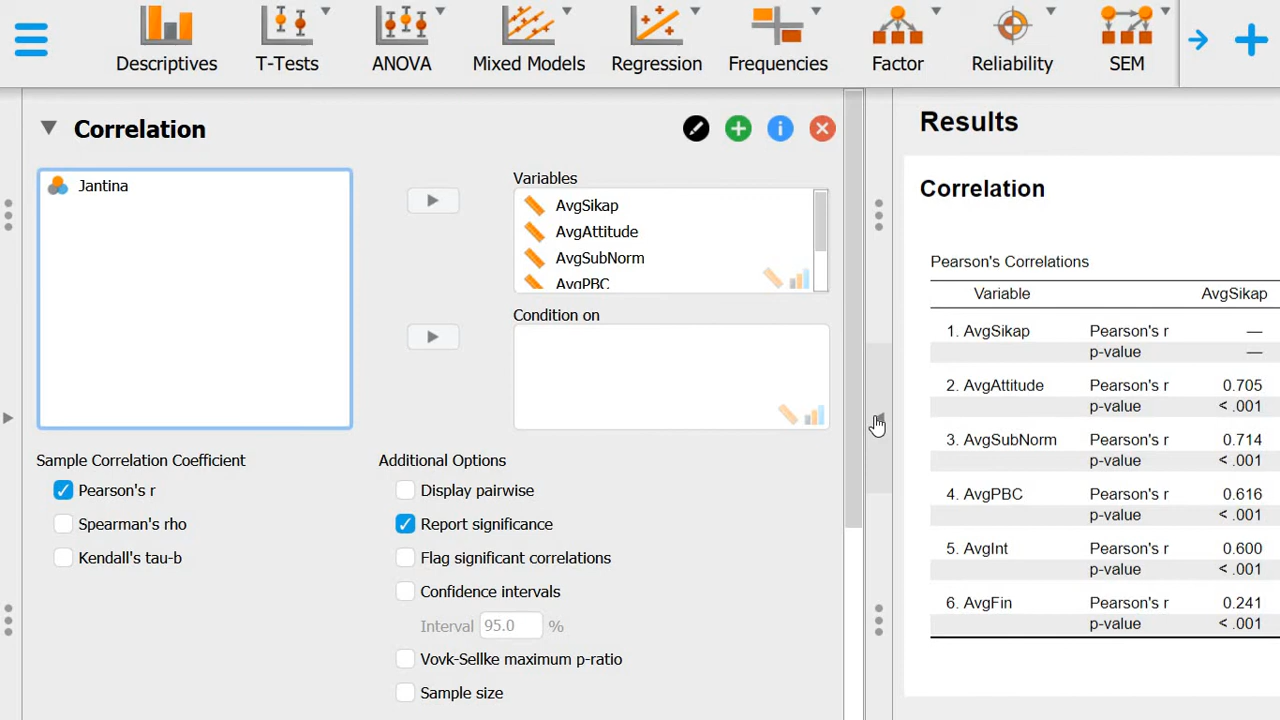 Descriptives
T-Tests
ANOVA
Mixed Models
Regression
Frequencies
Factor
Reliability
SEM
Correlation
Jantina
Variables
AvgSikap
AvgAttitude
AvgSubNorm
AvgPBC
Condition on
Sample Correlation Coefficient
Pearson's r
Spearman's rho
Kendall's tau-b
Additional Options
Display pairwise
Report significance
Flag significant correlations
Confidence intervals
Interval 95.0 %
Vovk-Sellke maximum p-ratio
Sample size
Results
Correlation
Pearson's Correlations
Variable AvgSikap
1. AvgSikap Pearson's r —
p-value —
2. AvgAttitude Pearson's r 0.705
p-value < .001
3. AvgSubNorm Pearson's r 0.714
p-value < .001
4. AvgPBC Pearson's r 0.616
p-value < .001
5. AvgInt Pearson's r 0.600
p-value < .001
6. AvgFin Pearson's r 0.241
p-value < .001